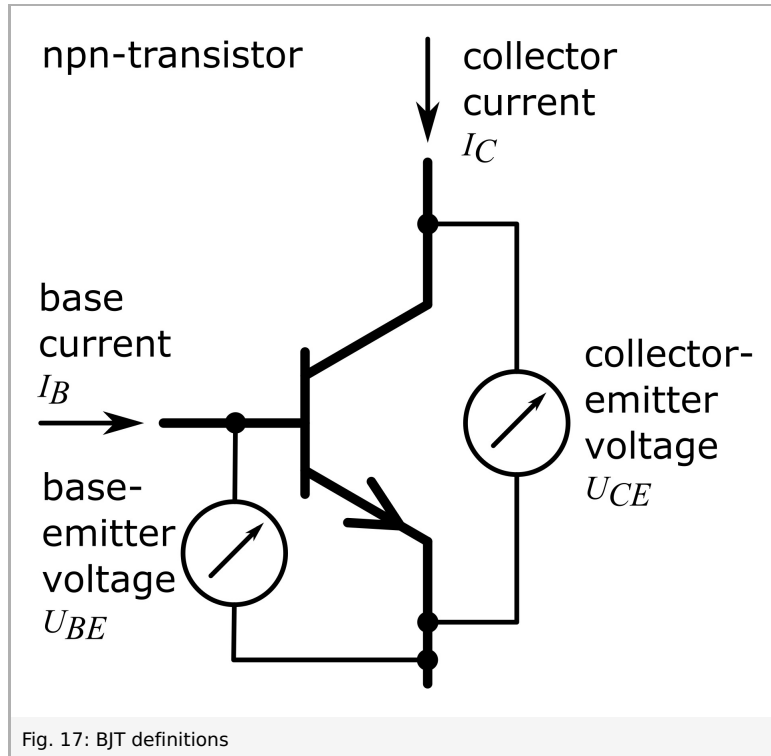 npn-transistor
collector
current
I_C
base
current
I_B
collector-
emitter
voltage
U_CE
base-
emitter
voltage
U_BE
Fig. 17: BJT definitions